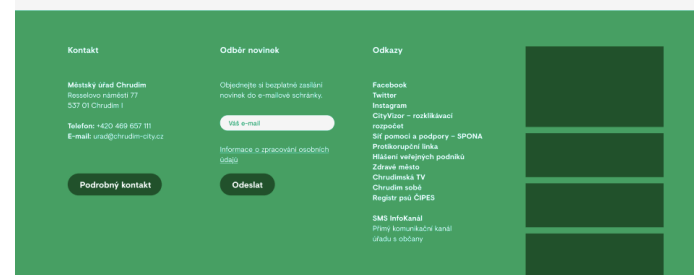 Kontakt
Městský úřad Chrudim
Resselovo náměstí 77
537 01 Chrudim I
Telefon: +420 469 657 111
E-mail: urad@chrudim-city.cz
Podrobný kontakt
Odběr novinek
Objednejte si bezplatné zasílání
novinek do e-mailové schránky.
Váš e-mail
Informace o zpracování osobních
údajů
Odeslat
Odkazy
Facebook
Twitter
Instagram
CityVizor – rozklikávací
rozpočet
Síť pomoci a podpory – SPONA
Protikorupční linka
Hlášení veřejných podniků
Zdravé město
Chrudimská TV
Chrudim sobě
Registr psů ČIPES
SMS InfoKanál
Přímý komunikační kanál
úřadu s občany